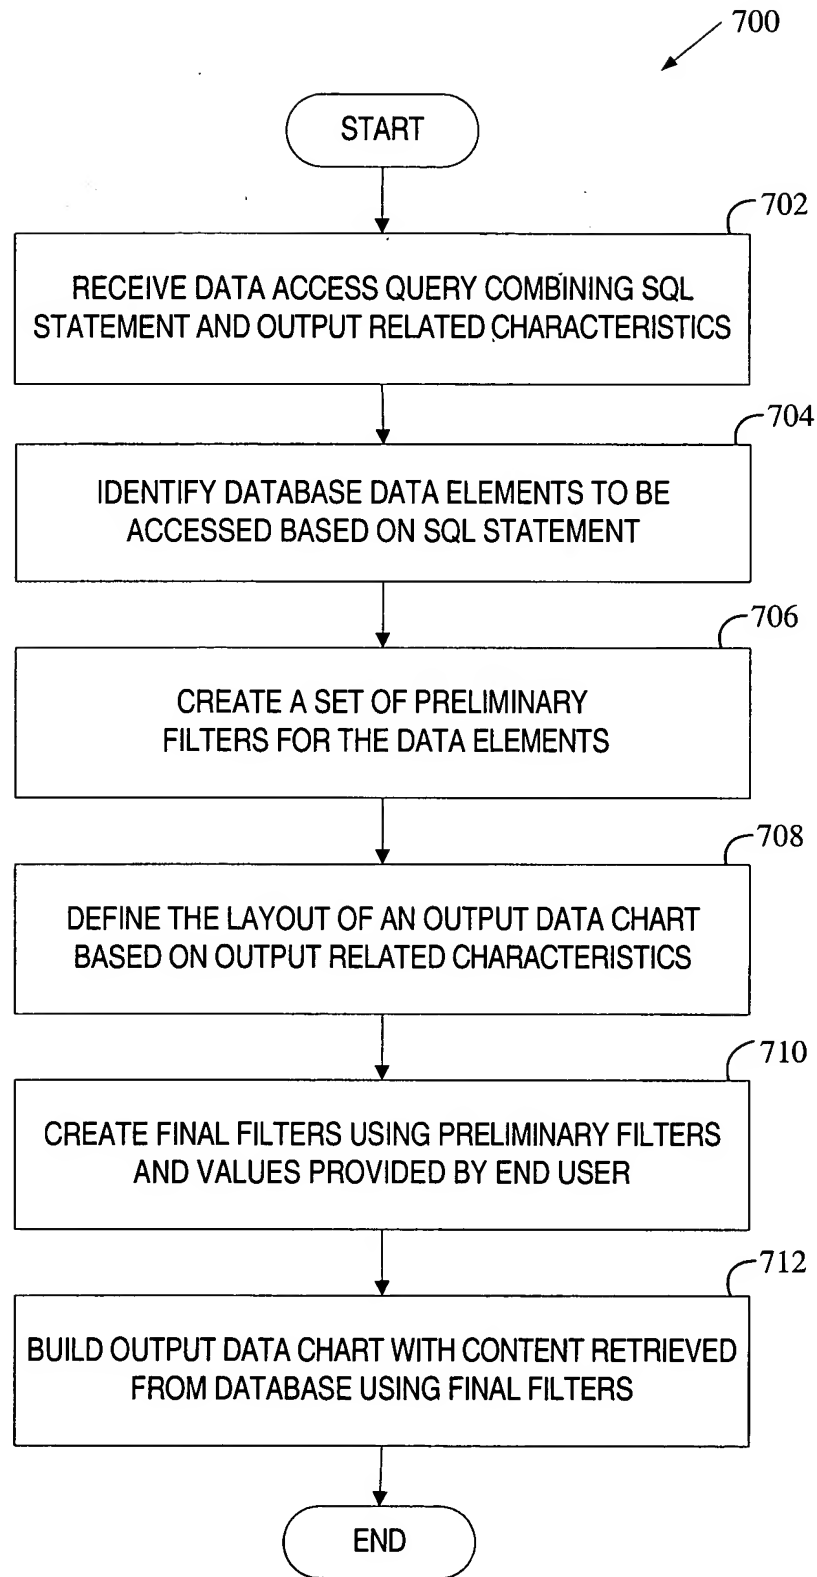 700
START
702
RECEIVE DATA ACCESS QUERY COMBINING SQL
STATEMENT AND OUTPUT RELATED CHARACTERISTICS
704
IDENTIFY DATABASE DATA ELEMENTS TO BE
ACCESSED BASED ON SQL STATEMENT
706
CREATE A SET OF PRELIMINARY
FILTERS FOR THE DATA ELEMENTS
708
DEFINE THE LAYOUT OF AN OUTPUT DATA CHART
BASED ON OUTPUT RELATED CHARACTERISTICS
710
CREATE FINAL FILTERS USING PRELIMINARY FILTERS
AND VALUES PROVIDED BY END USER
712
BUILD OUTPUT DATA CHART WITH CONTENT RETRIEVED
FROM DATABASE USING FINAL FILTERS
END